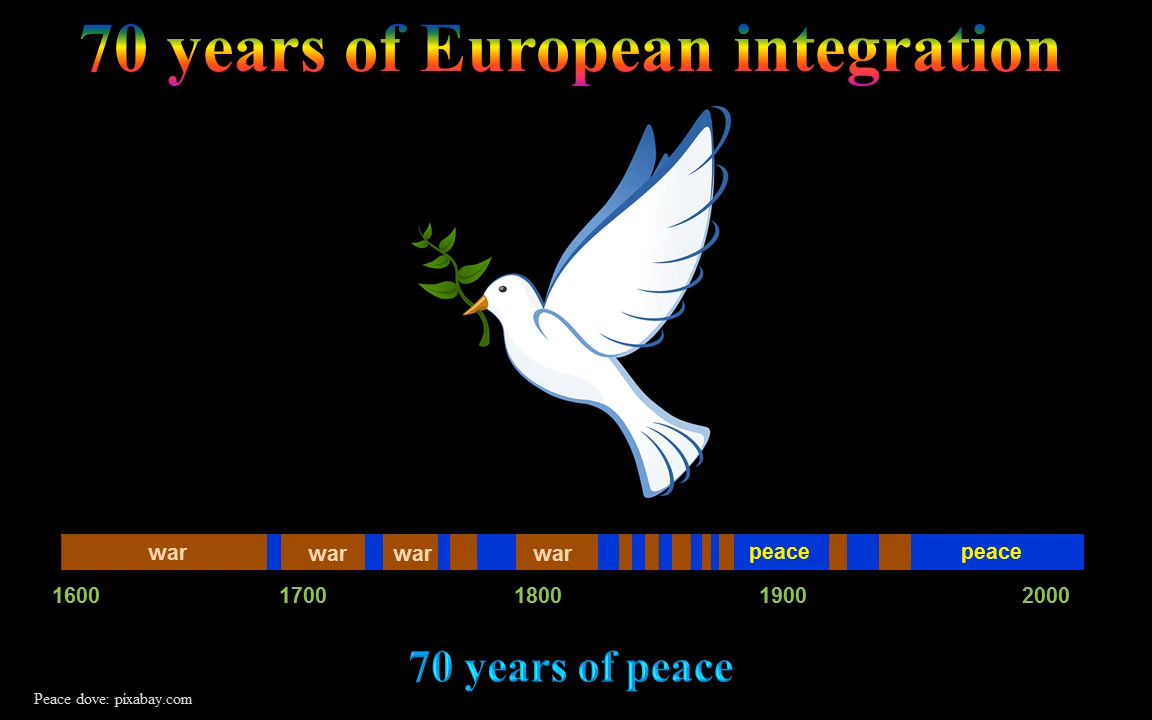 70 years of European integration
war war war war peace peace
1600 1700 1800 1900 2000
70 years of peace
Peace dove: pixabay.com